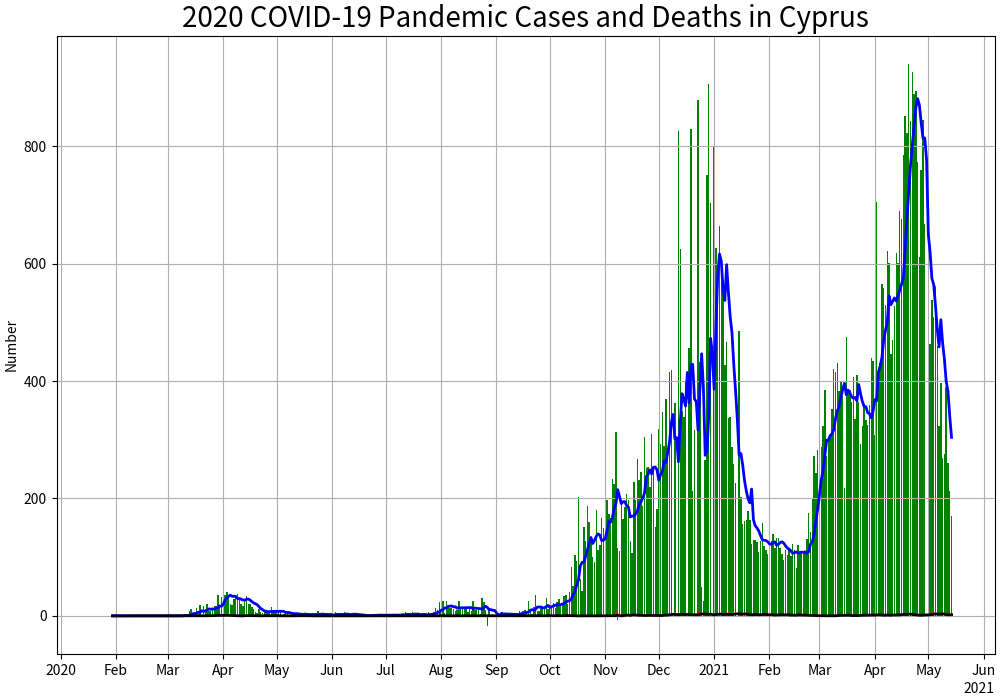 2020 COVID-19 Pandemic Cases and Deaths in Cyprus
Number
800
600
400
200
0
2020 Feb Mar Apr May Jun Jul Aug Sep Oct Nov Dec 2021 Feb Mar Apr May Jun
2021